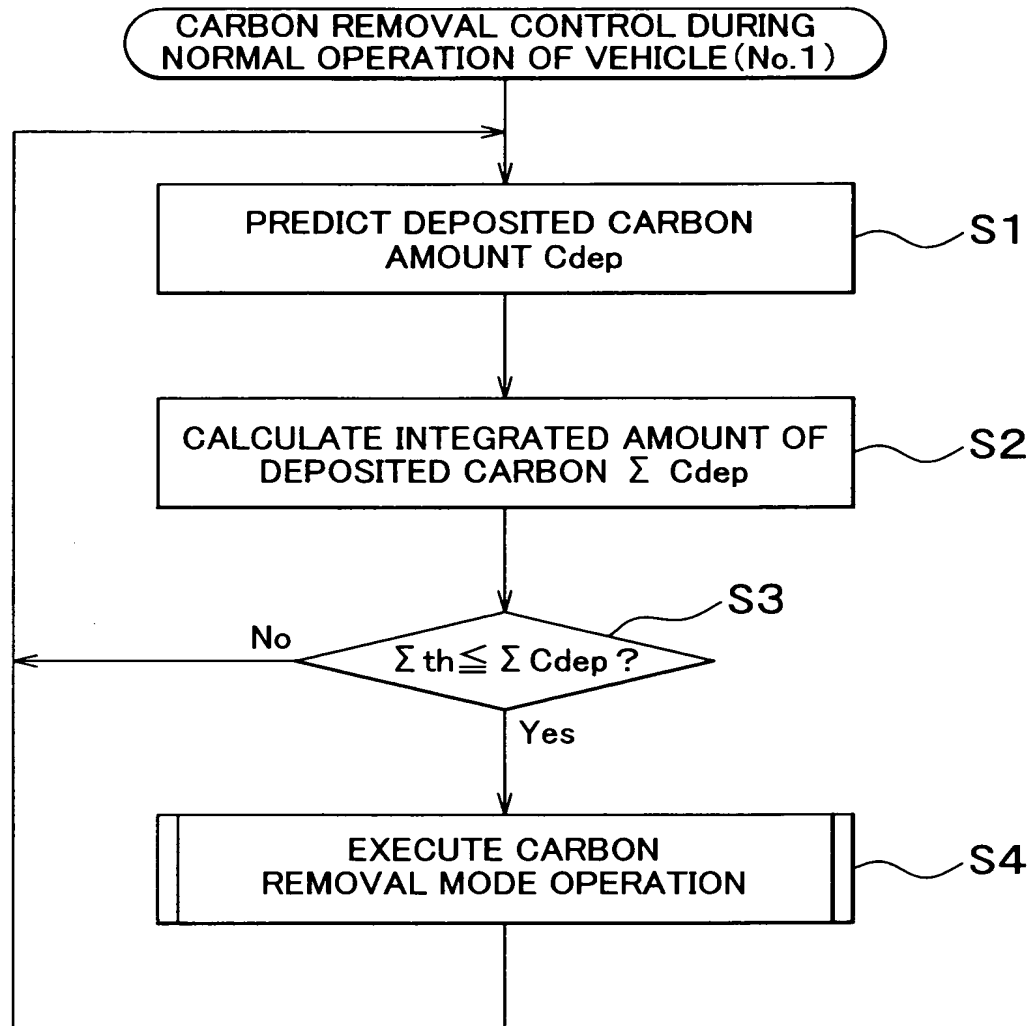 CARBON REMOVAL CONTROL DURING
NORMAL OPERATION OF VEHICLE(No.1)
PREDICT DEPOSITED CARBON
AMOUNT Cdep
S1
CALCULATE INTEGRATED AMOUNT OF
DEPOSITED CARBON Σ Cdep
S2
S3
No
Σth≦ΣCdep?
Yes
EXECUTE CARBON
REMOVAL MODE OPERATION
S4